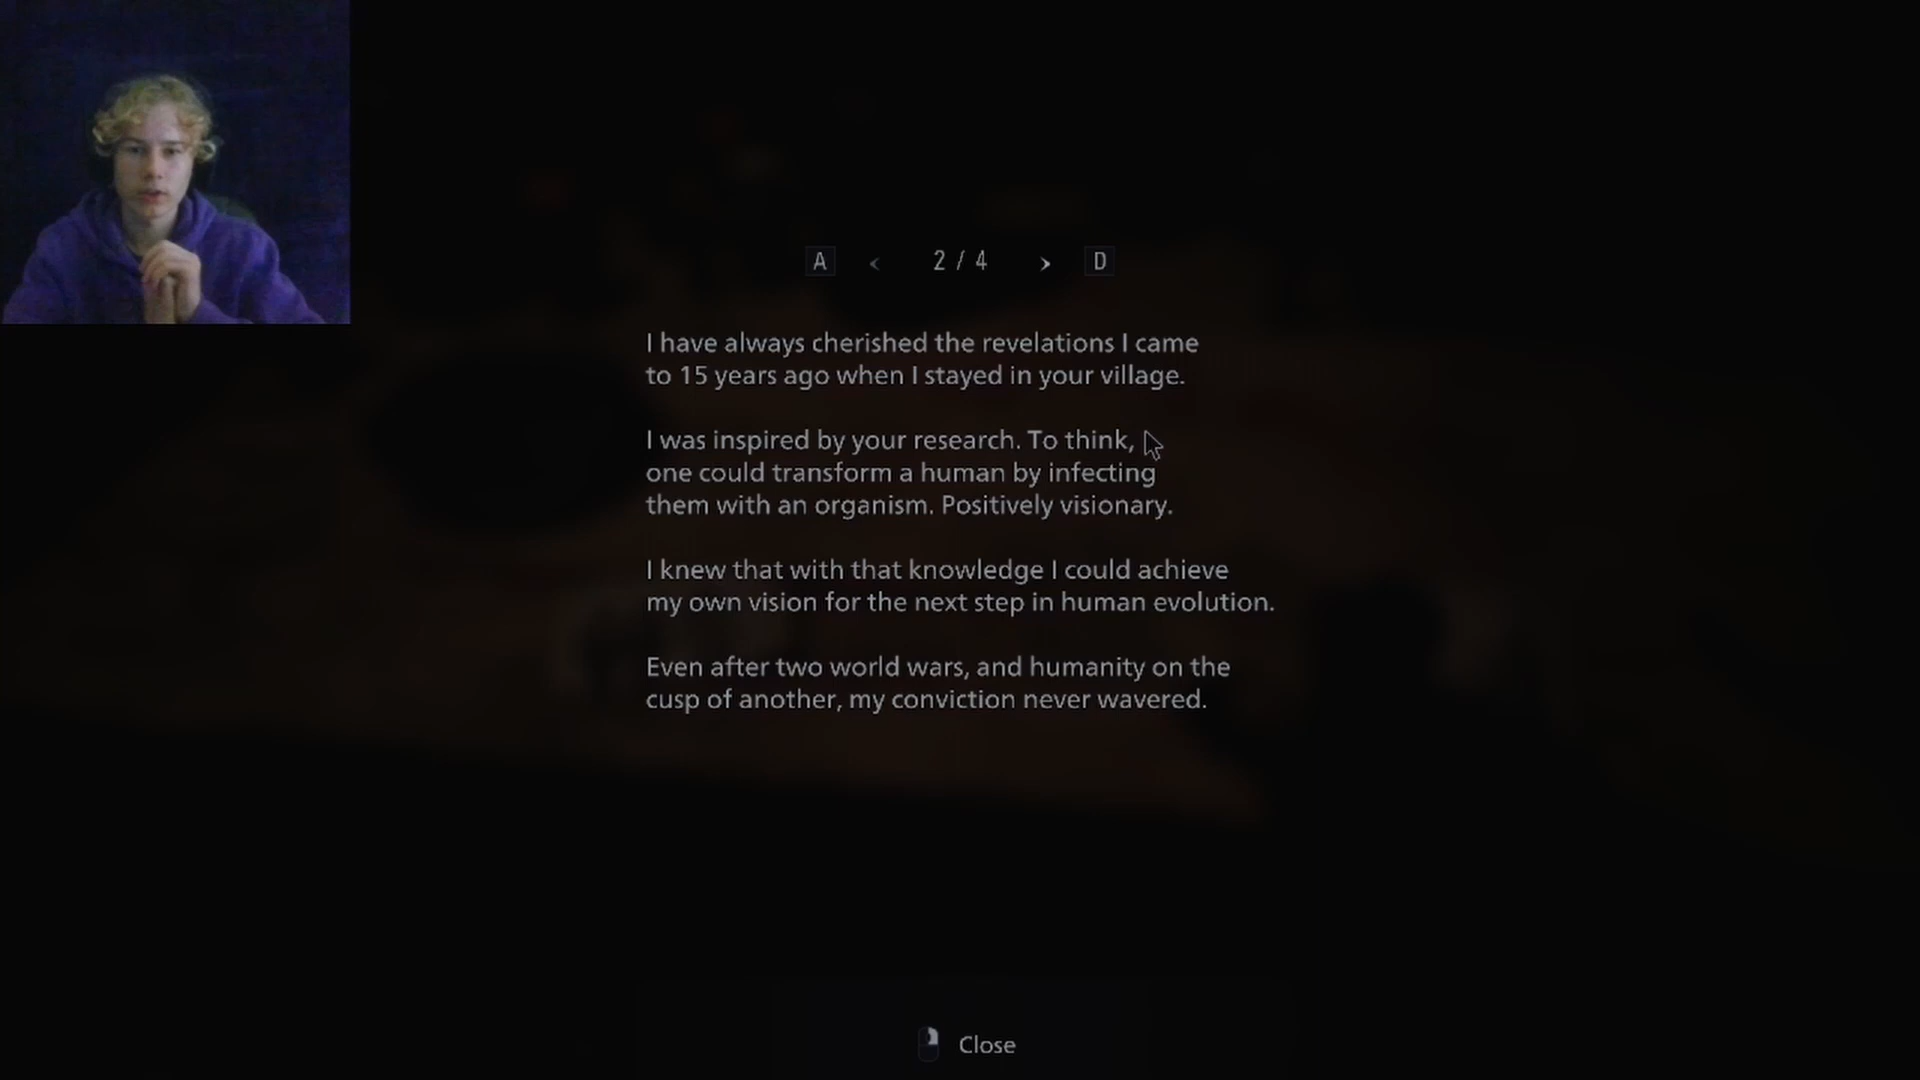 A < 2 / 4 > D
I have always cherished the revelations I came
to 15 years ago when I stayed in your village.
I was inspired by your research. To think,
one could transform a human by infecting
them with an organism. Positively visionary.
I knew that with that knowledge I could achieve
my own vision for the next step in human evolution.
Even after two world wars, and humanity on the
cusp of another, my conviction never wavered.
Close